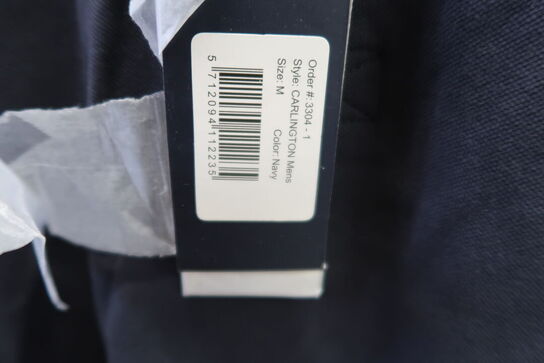 Order #: 3304 - 1
Style: CARLINGTON Mens
Size: M Color: Navy
5 712094 112235